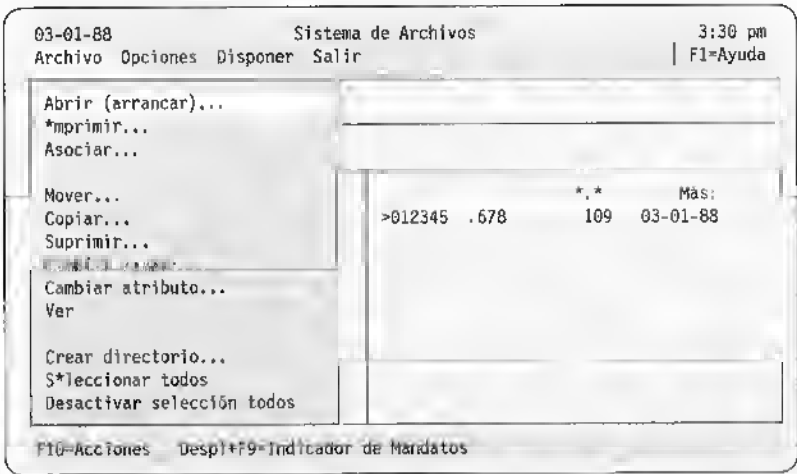 03-01-88 Sistema de Archivos 3:30 pm
Archivo Opciones Disponer Salir | F1=Ayuda
Abrir (arrancar)...
*mprimir...
Asociar...
*.* Màs:
Mover...
>012345 .678 109 03-01-88
Copiar...
Suprimir...
Cambiar atributo...
Ver
Crear directorio...
S*leccionar todos
Desactivar selección todos
F10=Acciones Despl+F9=Indicador de Mandatos